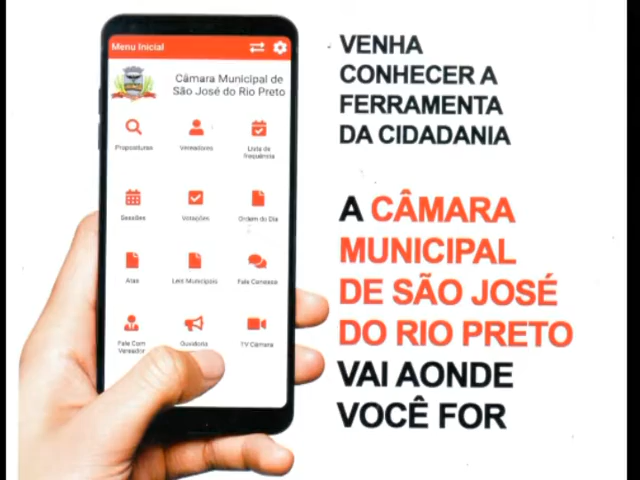 Menu Inicial
Câmara Municipal de
São José do Rio Preto
Proposituras
Vereadores
Lista de
frequência
Sessões
Votações
Ordem do Dia
Atas
Leis Municipais
Fale Conosco
Fale Com
Vereador
Ouvidoria
TV Câmara
VENHA
CONHECER A
FERRAMENTA
DA CIDADANIA
A CÂMARA
MUNICIPAL
DE SÃO JOSÉ
DO RIO PRETO
VAI AONDE
VOCÊ FOR